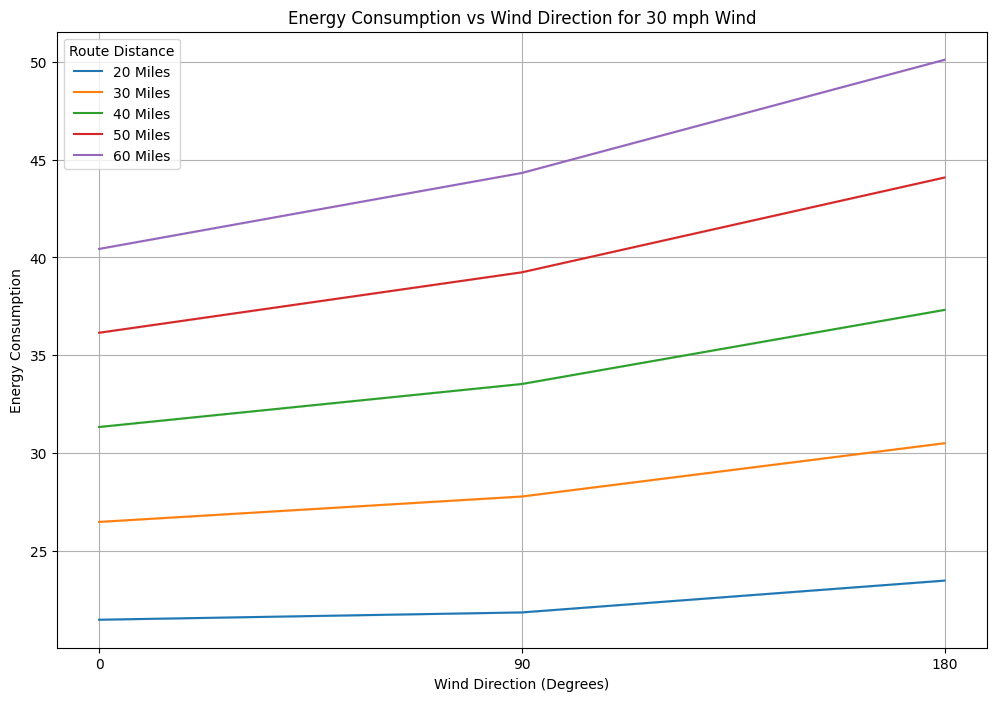 Energy Consumption vs Wind Direction for 30 mph Wind
Route Distance
20 Miles
30 Miles
40 Miles
50 Miles
60 Miles
50
45
40
35
30
25
Energy Consumption
0
90
180
Wind Direction (Degrees)